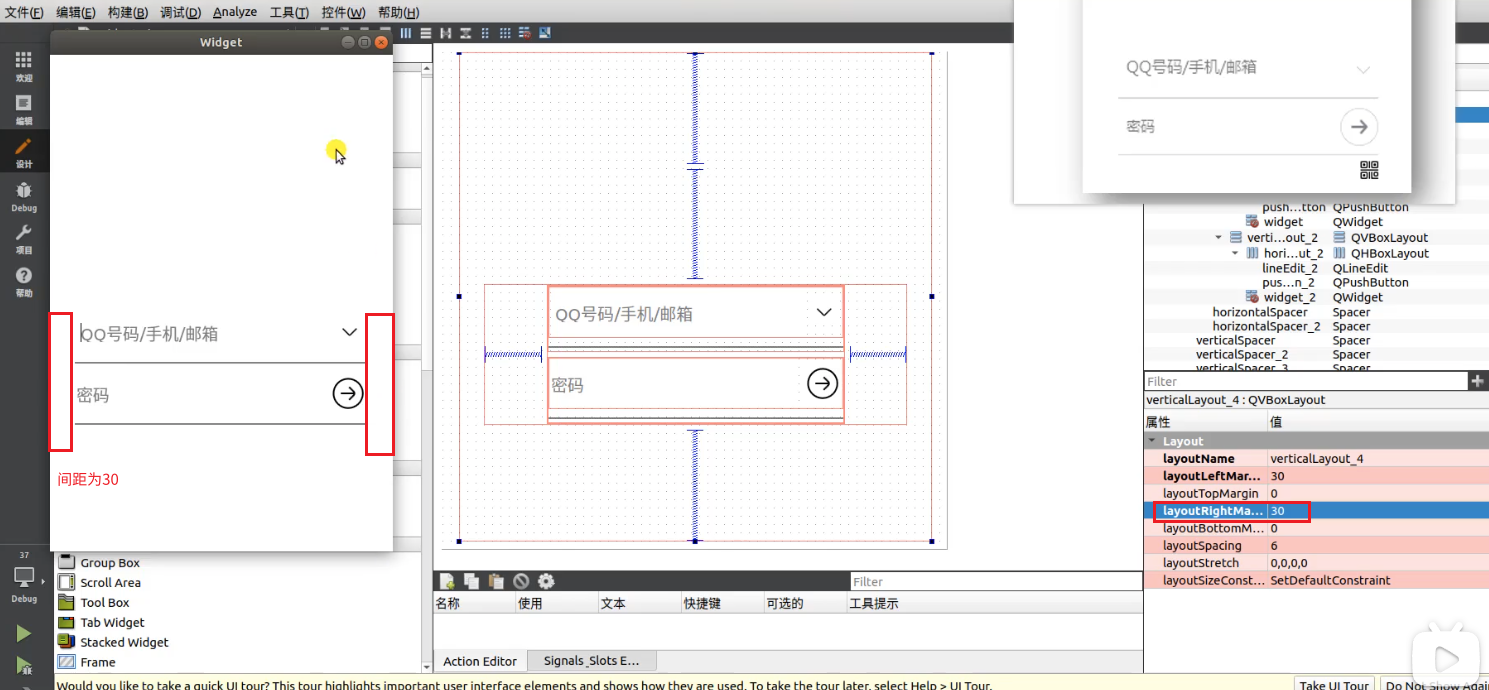 文件(F) 编辑(E) 构建(B) 调试(D) Analyze 工具(T) 控件(W) 帮助(H)
Widget
欢迎
编辑
设计
Debug
项目
帮助
37
Debug
QQ号码/手机/邮箱
密码
间距为30
Group Box
Scroll Area
Tool Box
Tab Widget
Stacked Widget
Frame
QQ号码/手机/邮箱
密码
Filter
名称 使用 文本 快捷键 可选的 工具提示
Action Editor Signals_Slots E...
QQ号码/手机/邮箱
密码
push...tton QPushButton
widget QWidget
verti...out_2 QVBoxLayout
hori...ut_2 QHBoxLayout
lineEdit_2 QLineEdit
pus...n_2 QPushButton
widget_2 QWidget
horizontalSpacer Spacer
horizontalSpacer_2 Spacer
verticalSpacer Spacer
verticalSpacer_2 Spacer
verticalSpacer_3 Spacer
Filter
verticalLayout_4 : QVBoxLayout
属性 值
Layout
layoutName verticalLayout_4
layoutLeftMar... 30
layoutTopMargin 0
layoutRightMa... 30
layoutBottomM... 0
layoutSpacing 6
layoutStretch 0,0,0,0
layoutSizeConst... SetDefaultConstraint
Would you like to take a quick UI tour? This tour highlights important user interface elements and shows how they are used. To take the tour later, select Help > UI Tour.
Take UI Tour Do Not Show Again